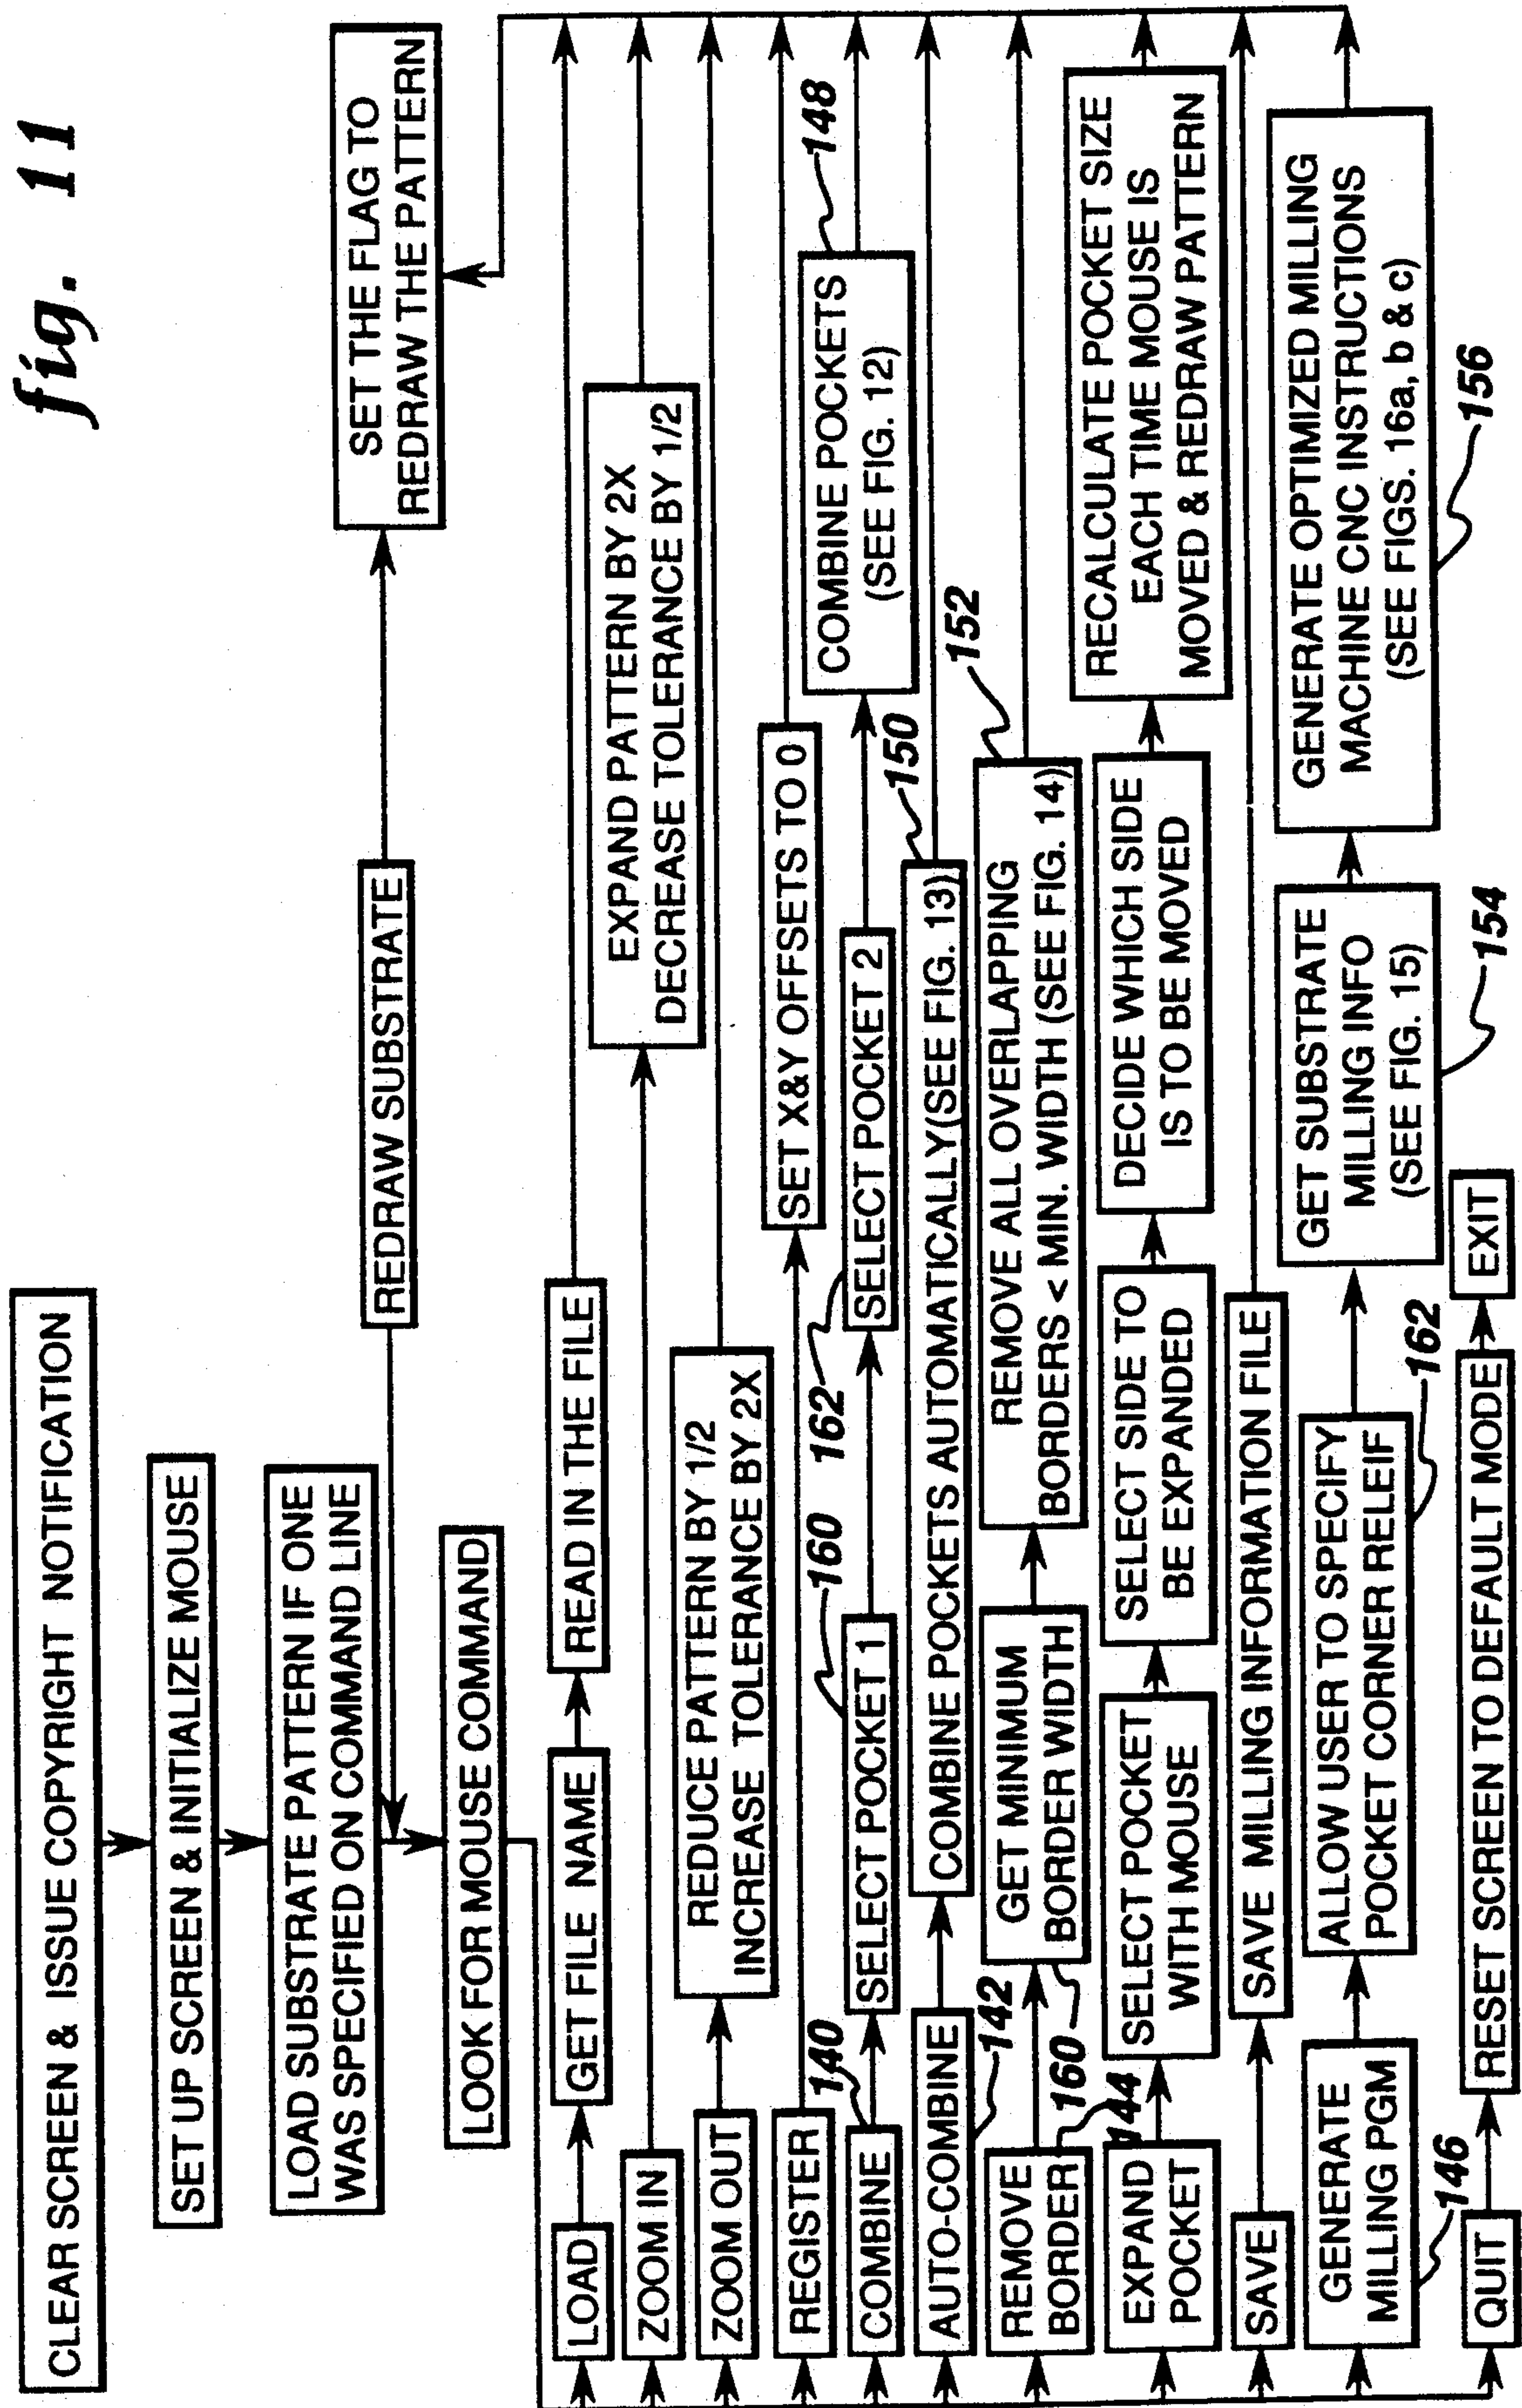 fig. 11
CLEAR SCREEN & ISSUE COPYRIGHT NOTIFICATION
SET UP SCREEN & INITIALIZE MOUSE
LOAD SUBSTRATE PATTERN IF ONE
WAS SPECIFIED ON COMMAND LINE
REDRAW SUBSTRATE
SET THE FLAG TO
REDRAW THE PATTERN
LOOK FOR MOUSE COMMAND
LOAD
GET FILE NAME
READ IN THE FILE
ZOOM IN
EXPAND PATTERN BY 2X
DECREASE TOLERANCE BY 1/2
ZOOM OUT
REDUCE PATTERN BY 1/2
INCREASE TOLERANCE BY 2X
REGISTER
SET X&Y OFFSETS TO 0
COMBINE
140
SELECT POCKET 1
160
SELECT POCKET 2
162
COMBINE POCKETS
(SEE FIG. 12)
148
AUTO-COMBINE
142
COMBINE POCKETS AUTOMATICALLY(SEE FIG. 13)
150
REMOVE
BORDER
144
GET MINIMUM
BORDER WIDTH
160
REMOVE ALL OVERLAPPING
BORDERS < MIN. WIDTH (SEE FIG. 14)
152
EXPAND
POCKET
SELECT POCKET
WITH MOUSE
SELECT SIDE TO
BE EXPANDED
DECIDE WHICH SIDE
IS TO BE MOVED
RECALCULATE POCKET SIZE
EACH TIME MOUSE IS
MOVED & REDRAW PATTERN
SAVE
SAVE MILLING INFORMATION FILE
GENERATE
MILLING PGM
146
ALLOW USER TO SPECIFY
POCKET CORNER RELEIF
162
GET SUBSTRATE
MILLING INFO
(SEE FIG. 15)
154
GENERATE OPTIMIZED MILLING
MACHINE CNC INSTRUCTIONS
(SEE FIGS. 16a, b & c)
156
QUIT
RESET SCREEN TO DEFAULT MODE
EXIT